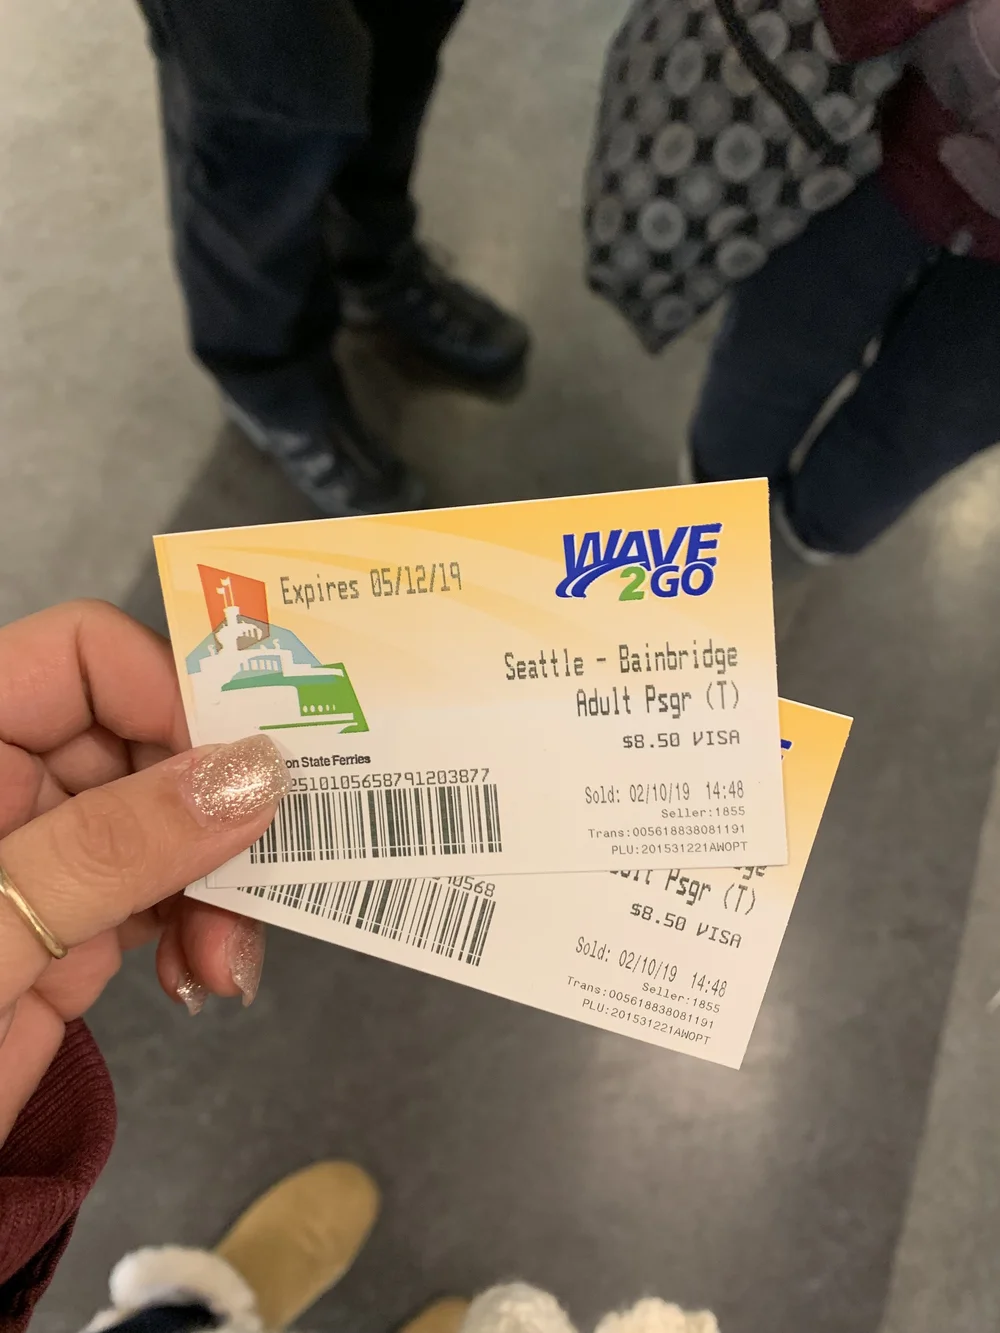 Expires 05/12/19
WAVE
2GO
Seattle - Bainbridge
Adult Psgr (T)
$8.50 VISA
on State Ferries
2510105658791203877
Sold: 02/10/19 14:48
Seller:1855
Trans:005618838081191
PLU:201531221AWOPT
Psgr (T)
$8.50 VISA
0568
Sold: 02/10/19 14:48
Seller:1855
Trans:005618838081191
PLU:201531221AWOPT